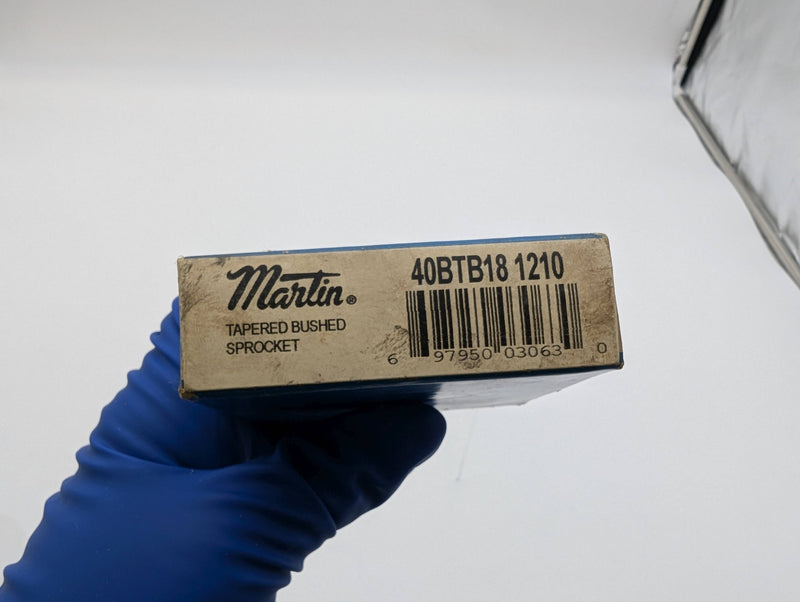 Martin®
TAPERED BUSHED
SPROCKET
40BTB18 1210
6 97950 03063 0